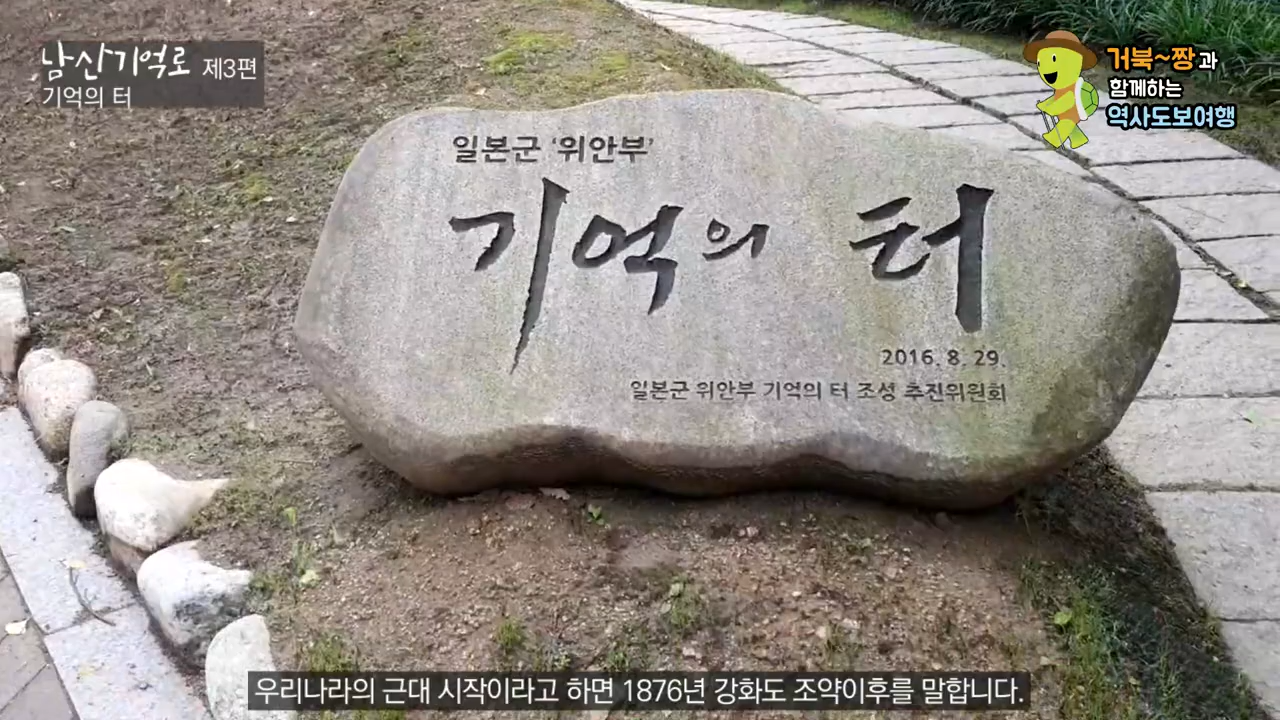 남산기억로 제3편
기억의 터
거북~짱과
함께하는
역사도보여행
일본군 '위안부'
기억의 터
2016. 8. 29.
일본군 위안부 기억의 터 조성 추진위원회
우리나라의 근대 시작이라고 하면 1876년 강화도 조약이후를 말합니다.